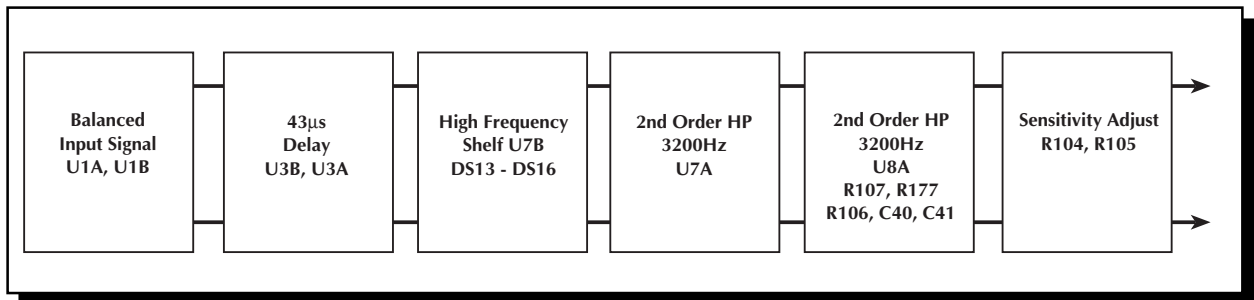 Balanced
Input Signal
U1A, U1B
43µs
Delay
U3B, U3A
High Frequency
Shelf U7B
DS13 - DS16
2nd Order HP
3200Hz
U7A
2nd Order HP
3200Hz
U8A
R107, R177
R106, C40, C41
Sensitivity Adjust
R104, R105